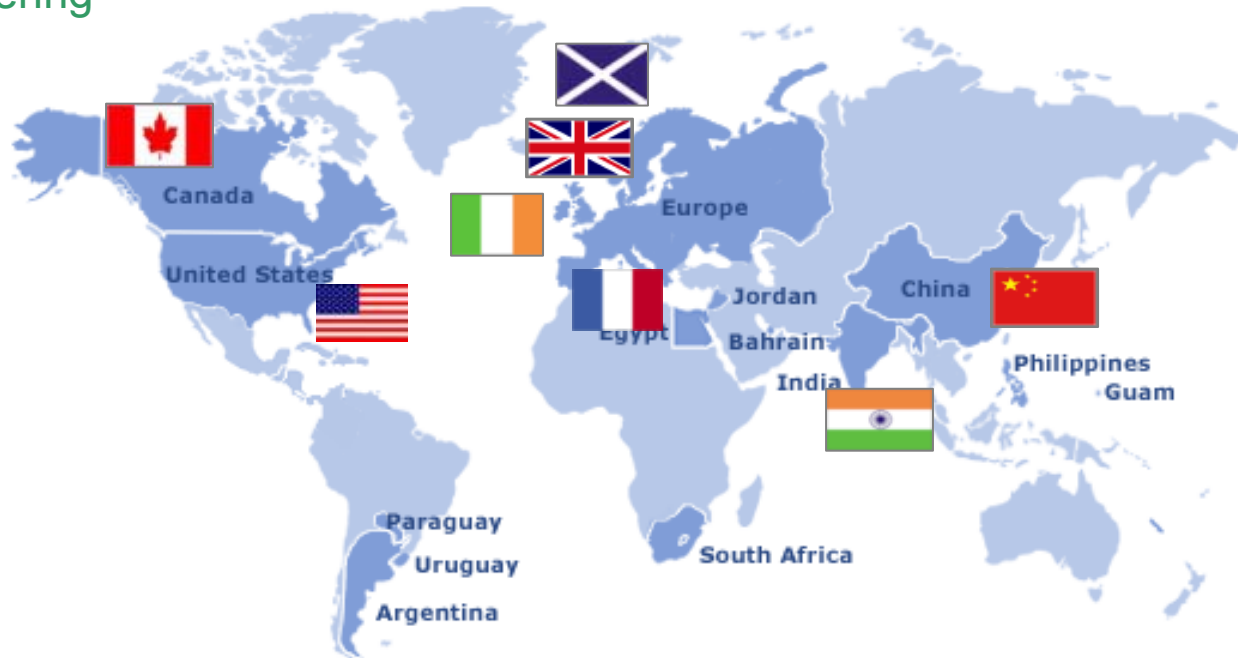 Canada
Europe
United States
China
Jordan
Egypt
Bahrain
Philippines
India
Guam
Paraguay
South Africa
Uruguay
Argentina